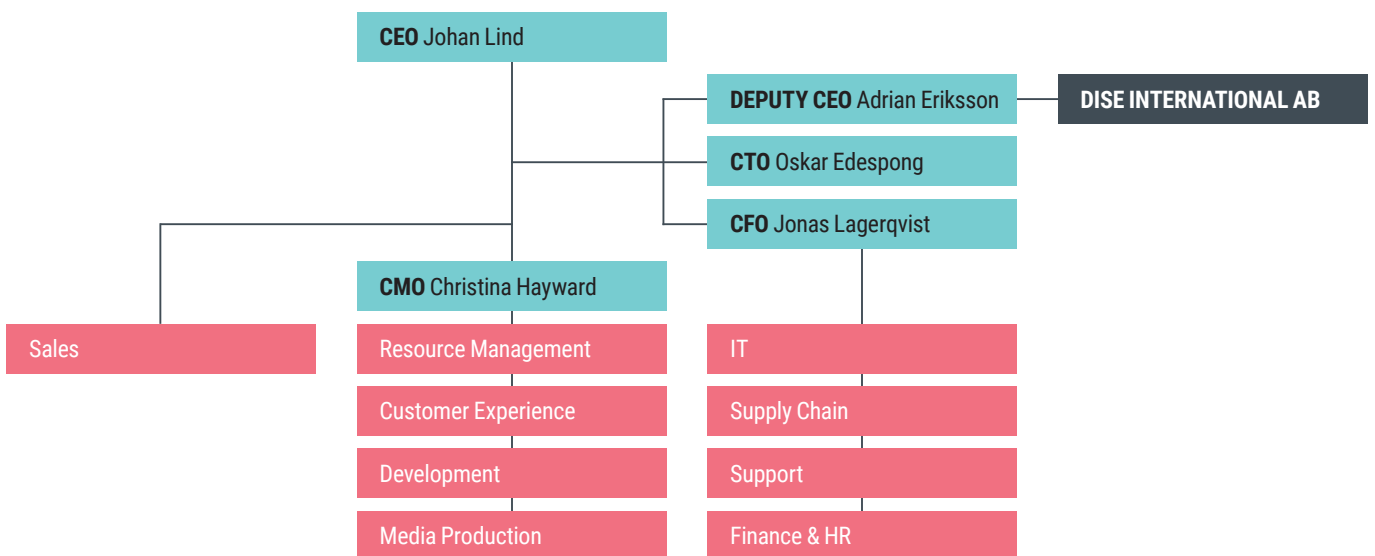 CEO Johan Lind
DEPUTY CEO Adrian Eriksson
DISE INTERNATIONAL AB
CTO Oskar Edespong
CFO Jonas Lagerqvist
CMO Christina Hayward
Sales
Resource Management
IT
Customer Experience
Supply Chain
Development
Support
Media Production
Finance & HR